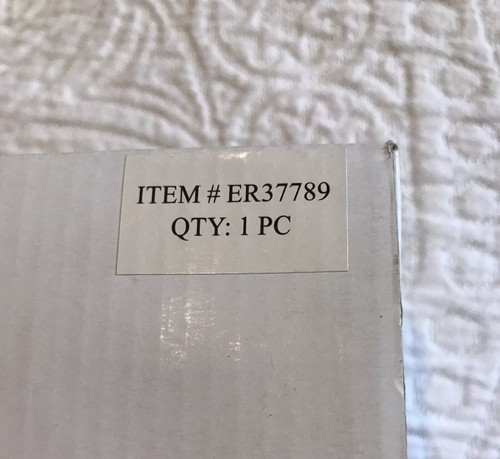 ITEM # ER37789
QTY: 1 PC